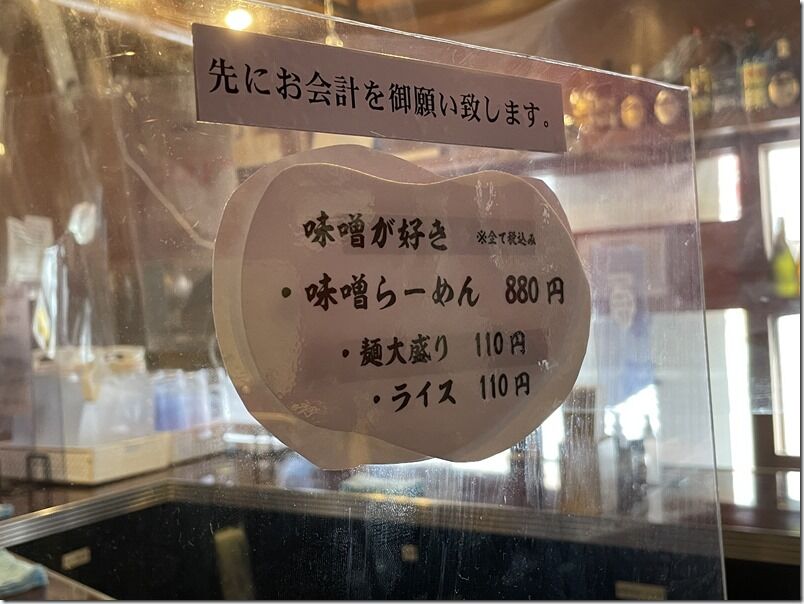 先にお会計を御願い致します。
味噌が好き ※全て税込み
・味噌らーめん 880円
・麺大盛り 110円
・ライス 110円